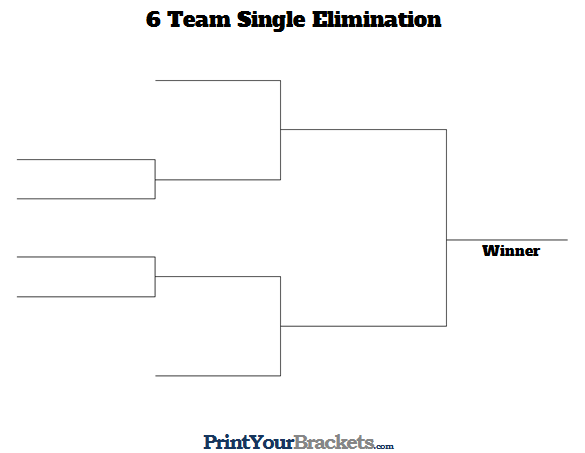 6 Team Single Elimination
Winner
PrintYourBrackets.com